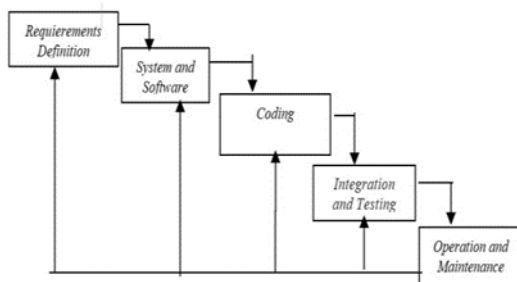 Requierements
Definition
System and
Software
Coding
Integration
and Testing
Operation and
Maintenance